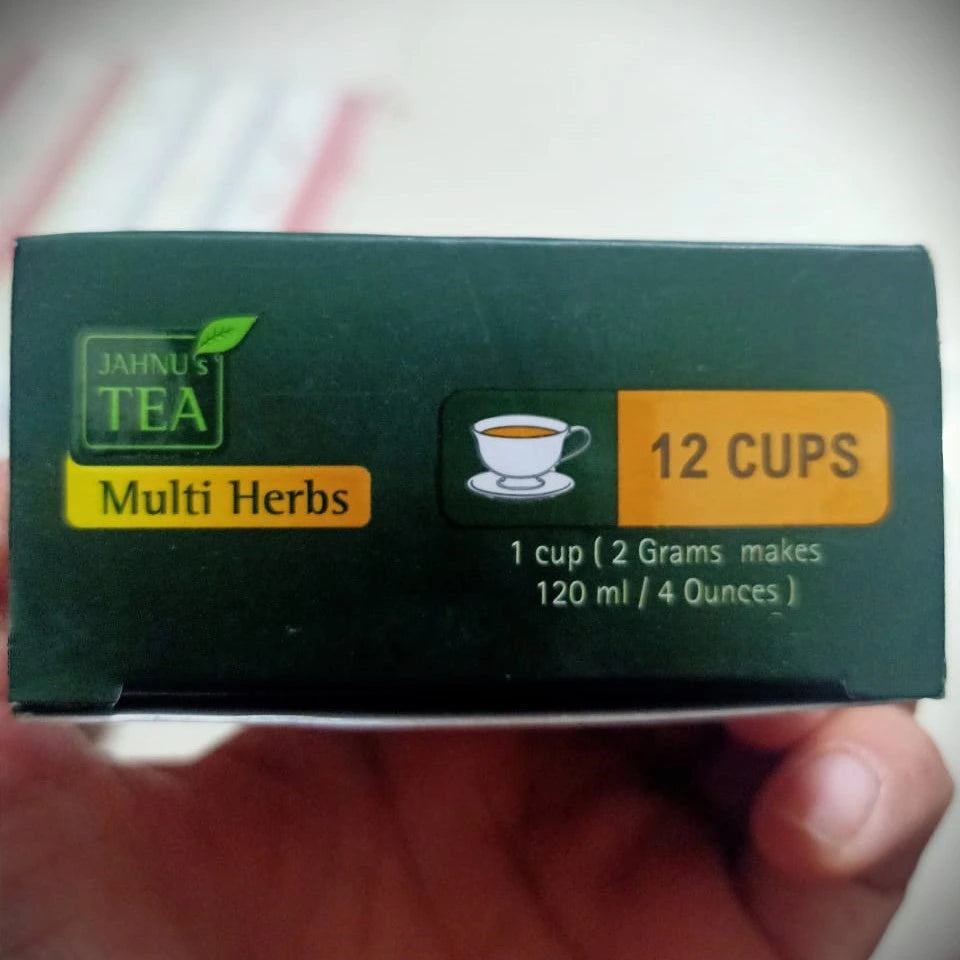 JAHNU's
TEA
Multi Herbs
12 CUPS
1 cup ( 2 Grams makes
120 ml / 4 Ounces )